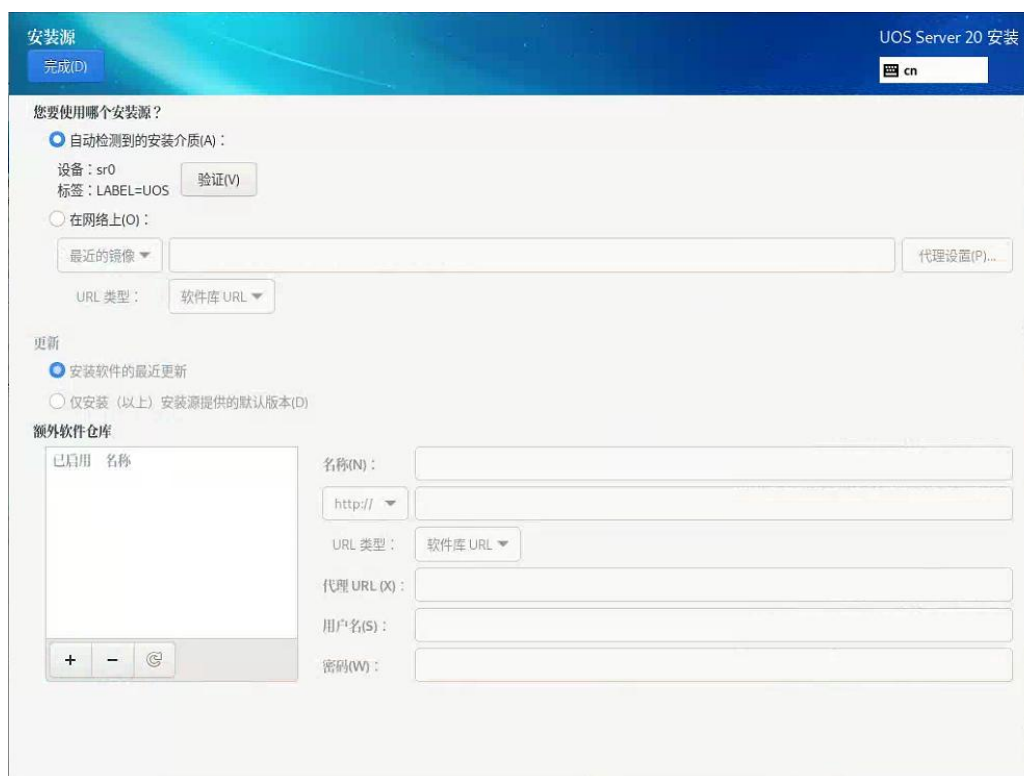 安装源
UOS Server 20 安装
完成(D)
cn
您要使用哪个安装源？
自动检测到的安装介质(A)：
设备：sr0
标签：LABEL=UOS
验证(V)
在网络上(O)：
最近的镜像
代理设置(P)...
URL 类型：
软件库 URL
更新
安装软件的最近更新
仅安装（以上）安装源提供的默认版本(D)
额外软件仓库
已启用 名称
名称(N)：
http://
URL 类型：
软件库 URL
代理 URL (X)：
用户名(S)：
密码(W)：